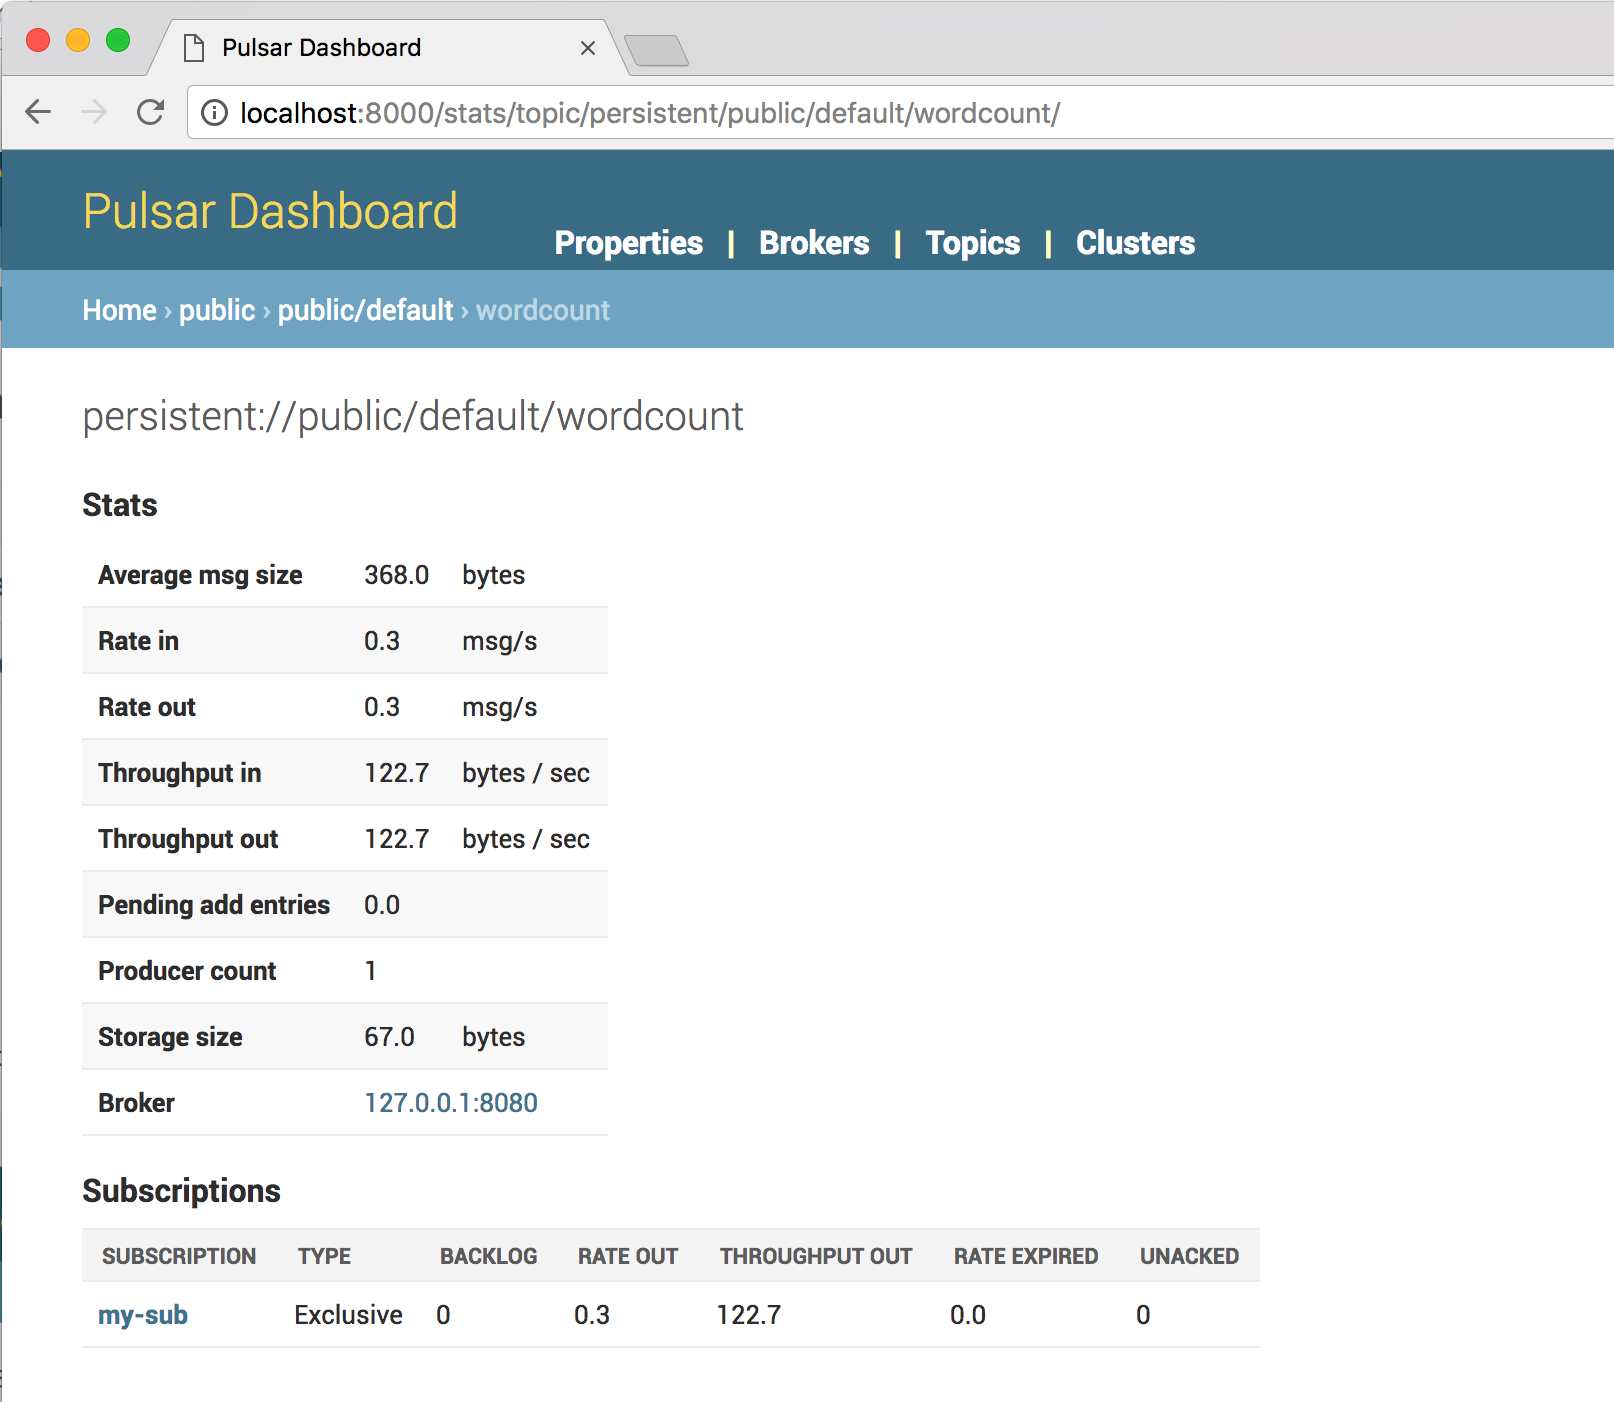 Pulsar Dashboard
localhost:8000/stats/topic/persistent/public/default/wordcount/
Pulsar Dashboard
Properties | Brokers | Topics | Clusters
Home › public › public/default › wordcount
persistent://public/default/wordcount
Stats
Average msg size 368.0 bytes
Rate in 0.3 msg/s
Rate out 0.3 msg/s
Throughput in 122.7 bytes / sec
Throughput out 122.7 bytes / sec
Pending add entries 0.0
Producer count 1
Storage size 67.0 bytes
Broker 127.0.0.1:8080
Subscriptions
SUBSCRIPTION TYPE BACKLOG RATE OUT THROUGHPUT OUT RATE EXPIRED UNACKED
my-sub Exclusive 0 0.3 122.7 0.0 0